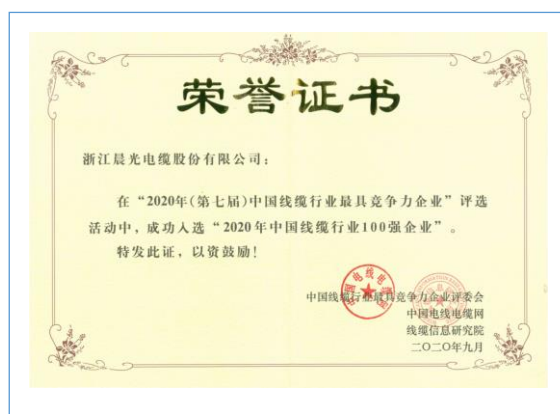 荣誉证书
浙江晨光电缆股份有限公司：
在“2020年(第七届)中国线缆行业最具竞争力企业”评选
活动中，成功入选“2020年中国线缆行业100强企业”。
特发此证，以资鼓励！
中国线缆行业最具竞争力企业评委会
中国电线电缆网
线缆信息研究院
二〇二〇年九月